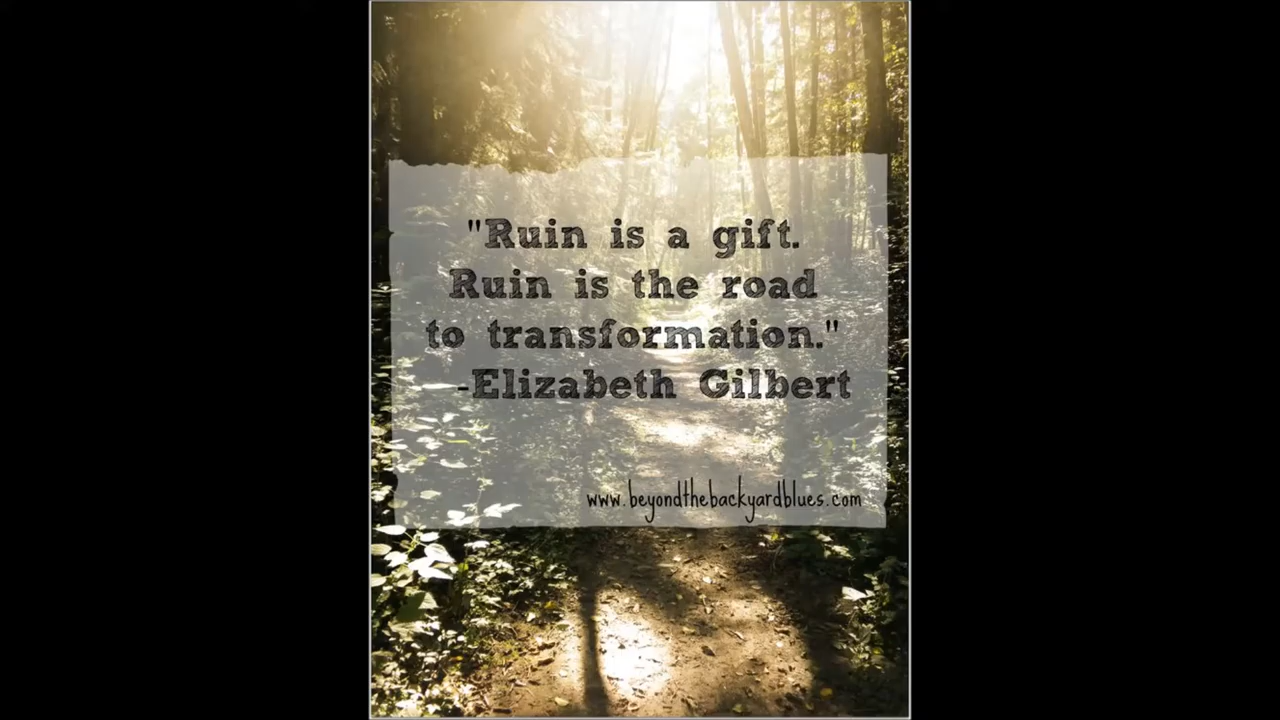 "Ruin is a gift.
Ruin is the road
to transformation."
-Elizabeth Gilbert
www.beyondthebackyardblues.com